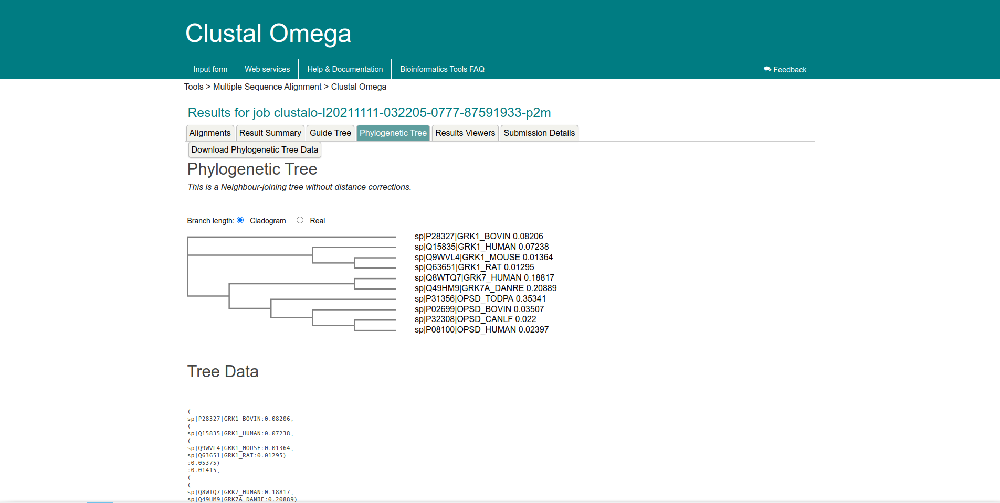 Clustal Omega
Input form
Web services
Help & Documentation
Bioinformatics Tools FAQ
Feedback
Tools > Multiple Sequence Alignment > Clustal Omega
Results for job clustalo-I20211111-032205-0777-87591933-p2m
Alignments
Result Summary
Guide Tree
Phylogenetic Tree
Results Viewers
Submission Details
Download Phylogenetic Tree Data
Phylogenetic Tree
This is a Neighbour-joining tree without distance corrections.
Branch length: Cladogram Real
sp|P28327|GRK1_BOVIN 0.08206
sp|Q15835|GRK1_HUMAN 0.07238
sp|Q9WVL4|GRK1_MOUSE 0.01364
sp|Q63651|GRK1_RAT 0.01295
sp|Q8WTQ7|GRK7_HUMAN 0.18817
sp|Q49HM9|GRK7A_DANRE 0.20889
sp|P31356|OPSD_TODPA 0.35341
sp|P02699|OPSD_BOVIN 0.03507
sp|P32308|OPSD_CANLF 0.022
sp|P08100|OPSD_HUMAN 0.02397
Tree Data
(
sp|P28327|GRK1_BOVIN:0.08206,
(
sp|Q15835|GRK1_HUMAN:0.07238,
(
sp|Q9WVL4|GRK1_MOUSE:0.01364,
sp|Q63651|GRK1_RAT:0.01295)
:0.05375)
:0.01415,
(
(
sp|Q8WTQ7|GRK7_HUMAN:0.18817,
sp|Q49HM9|GRK7A_DANRE:0.20889)